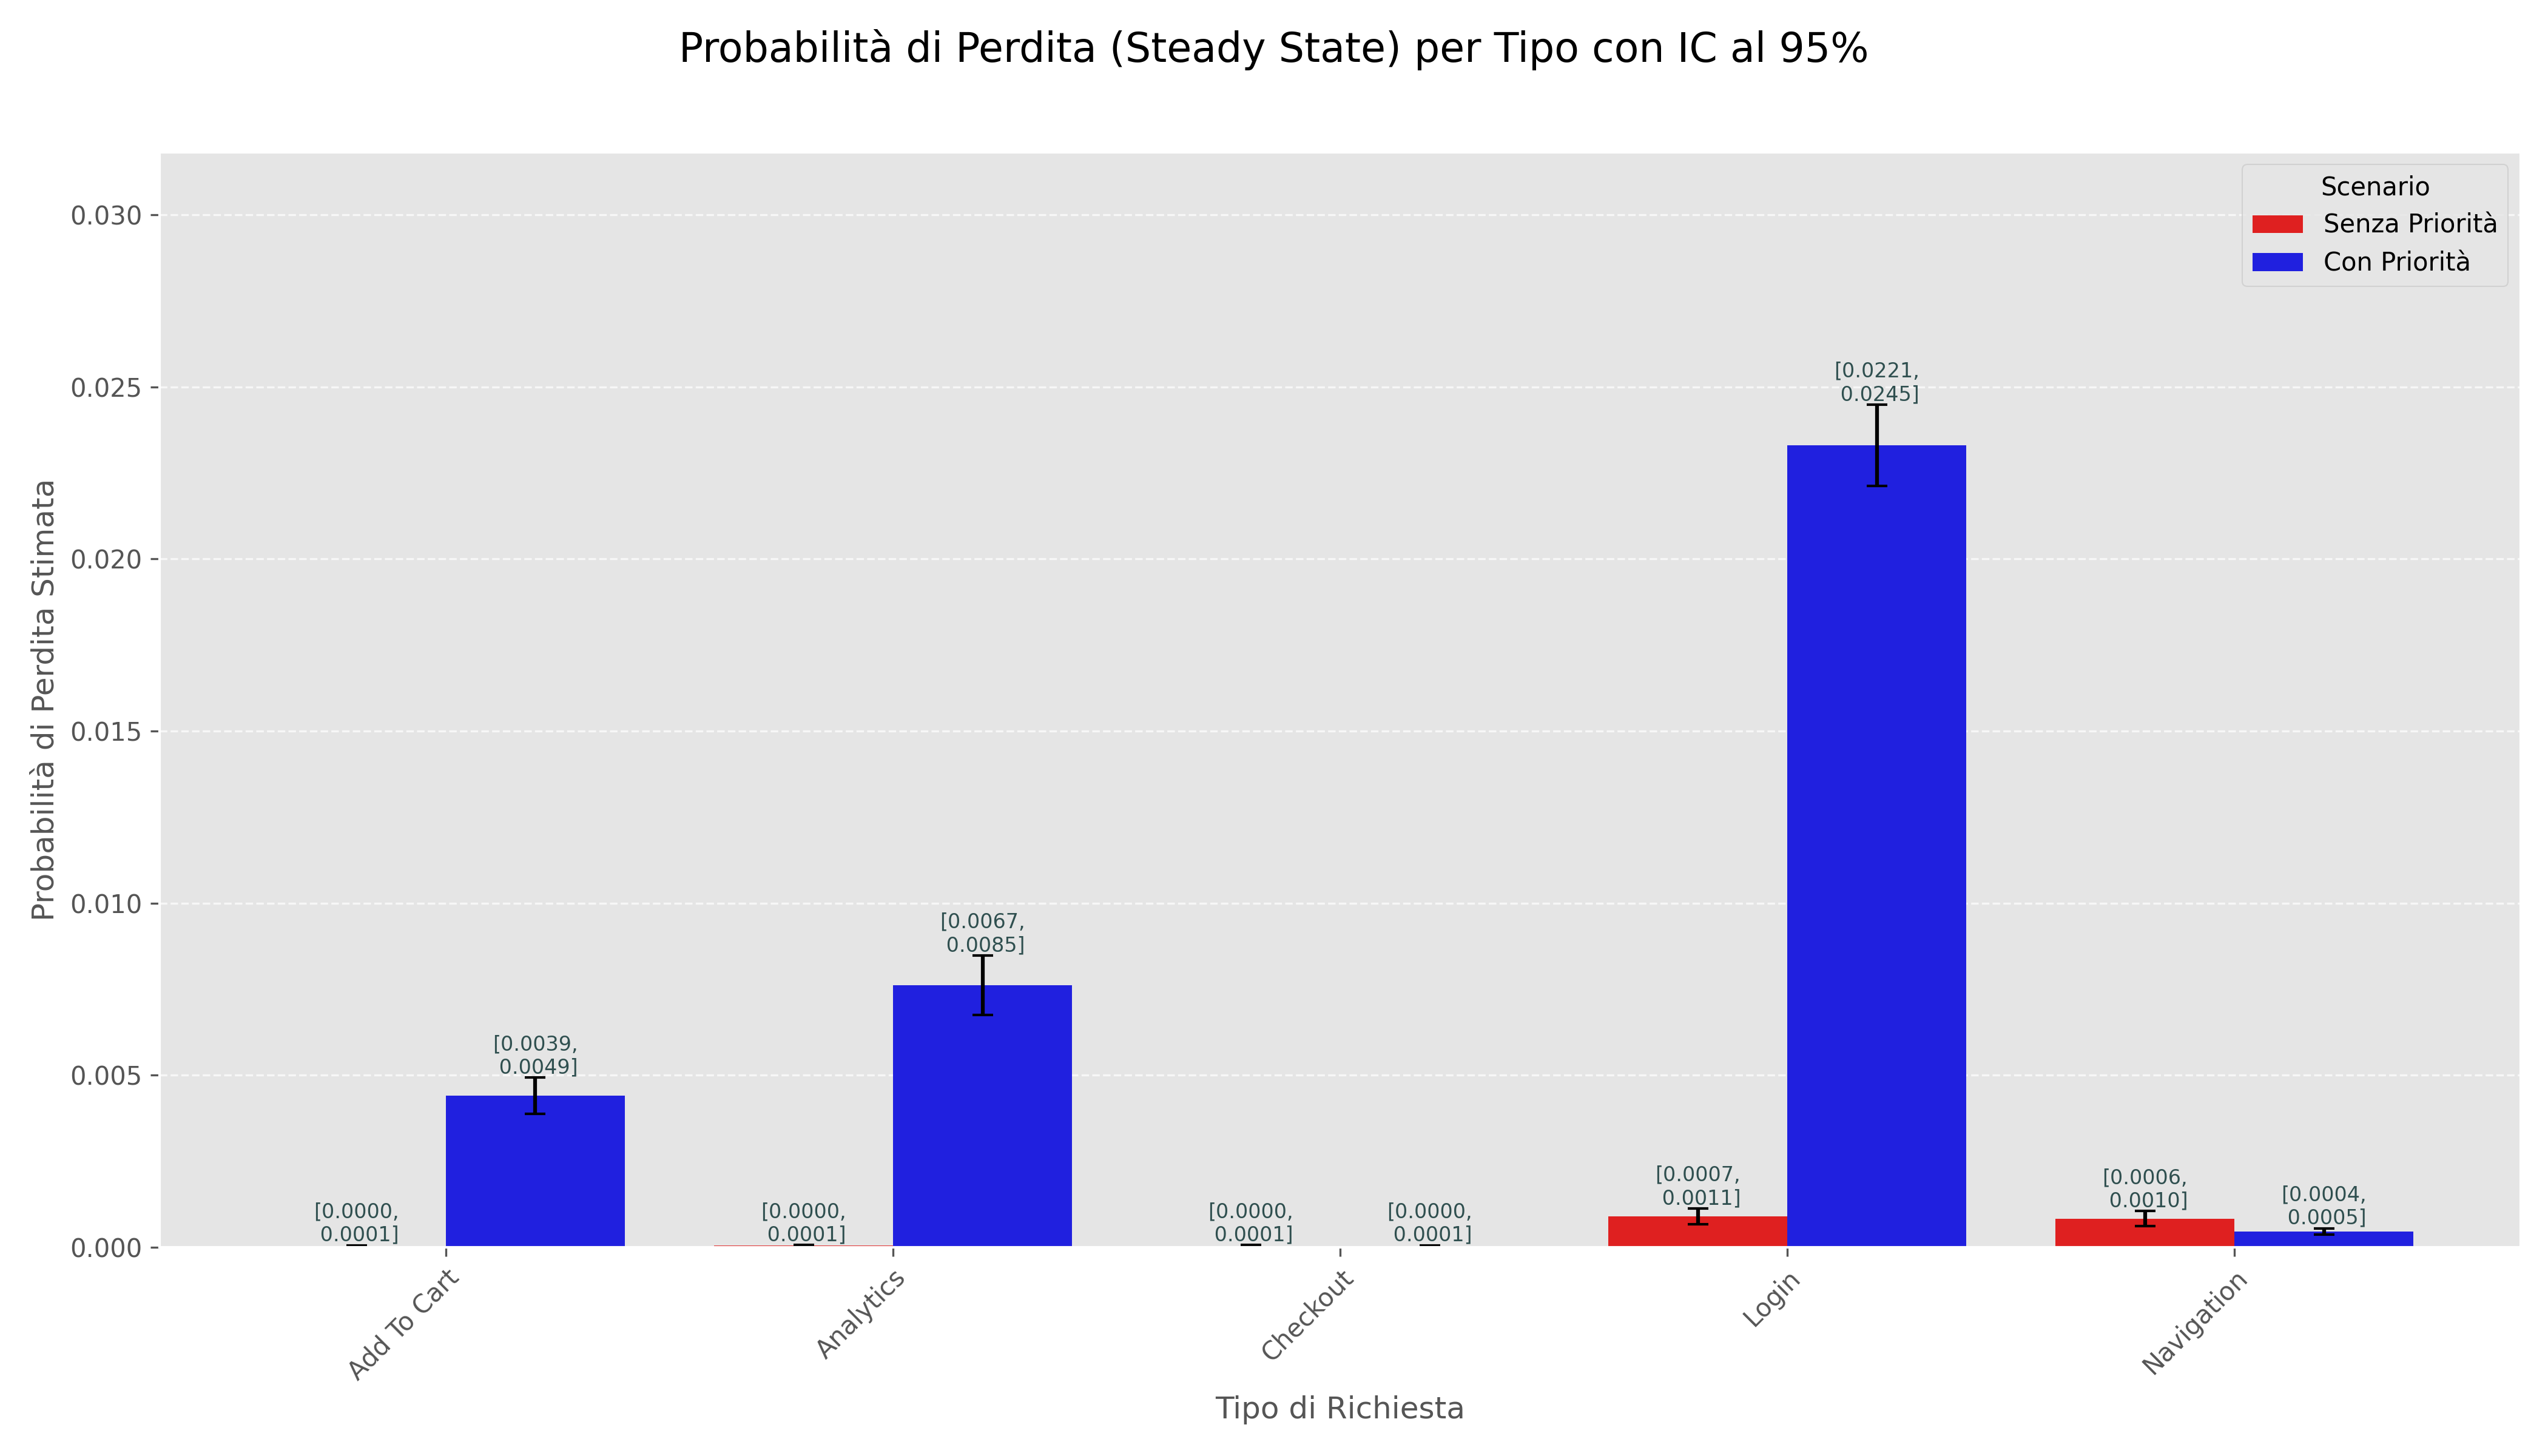 Probabilità di Perdita (Steady State) per Tipo con IC al 95%
Scenario
Senza Priorità
Con Priorità
Probabilità di Perdita Stimata
0.030
0.025
0.020
0.015
0.010
0.005
0.000
[0.0000,
0.0001]
[0.0039,
0.0049]
[0.0000,
0.0001]
[0.0067,
0.0085]
[0.0000,
0.0001]
[0.0000,
0.0001]
[0.0007,
0.0011]
[0.0221,
0.0245]
[0.0006,
0.0010]
[0.0004,
0.0005]
Add To Cart
Analytics
Checkout
Login
Navigation
Tipo di Richiesta